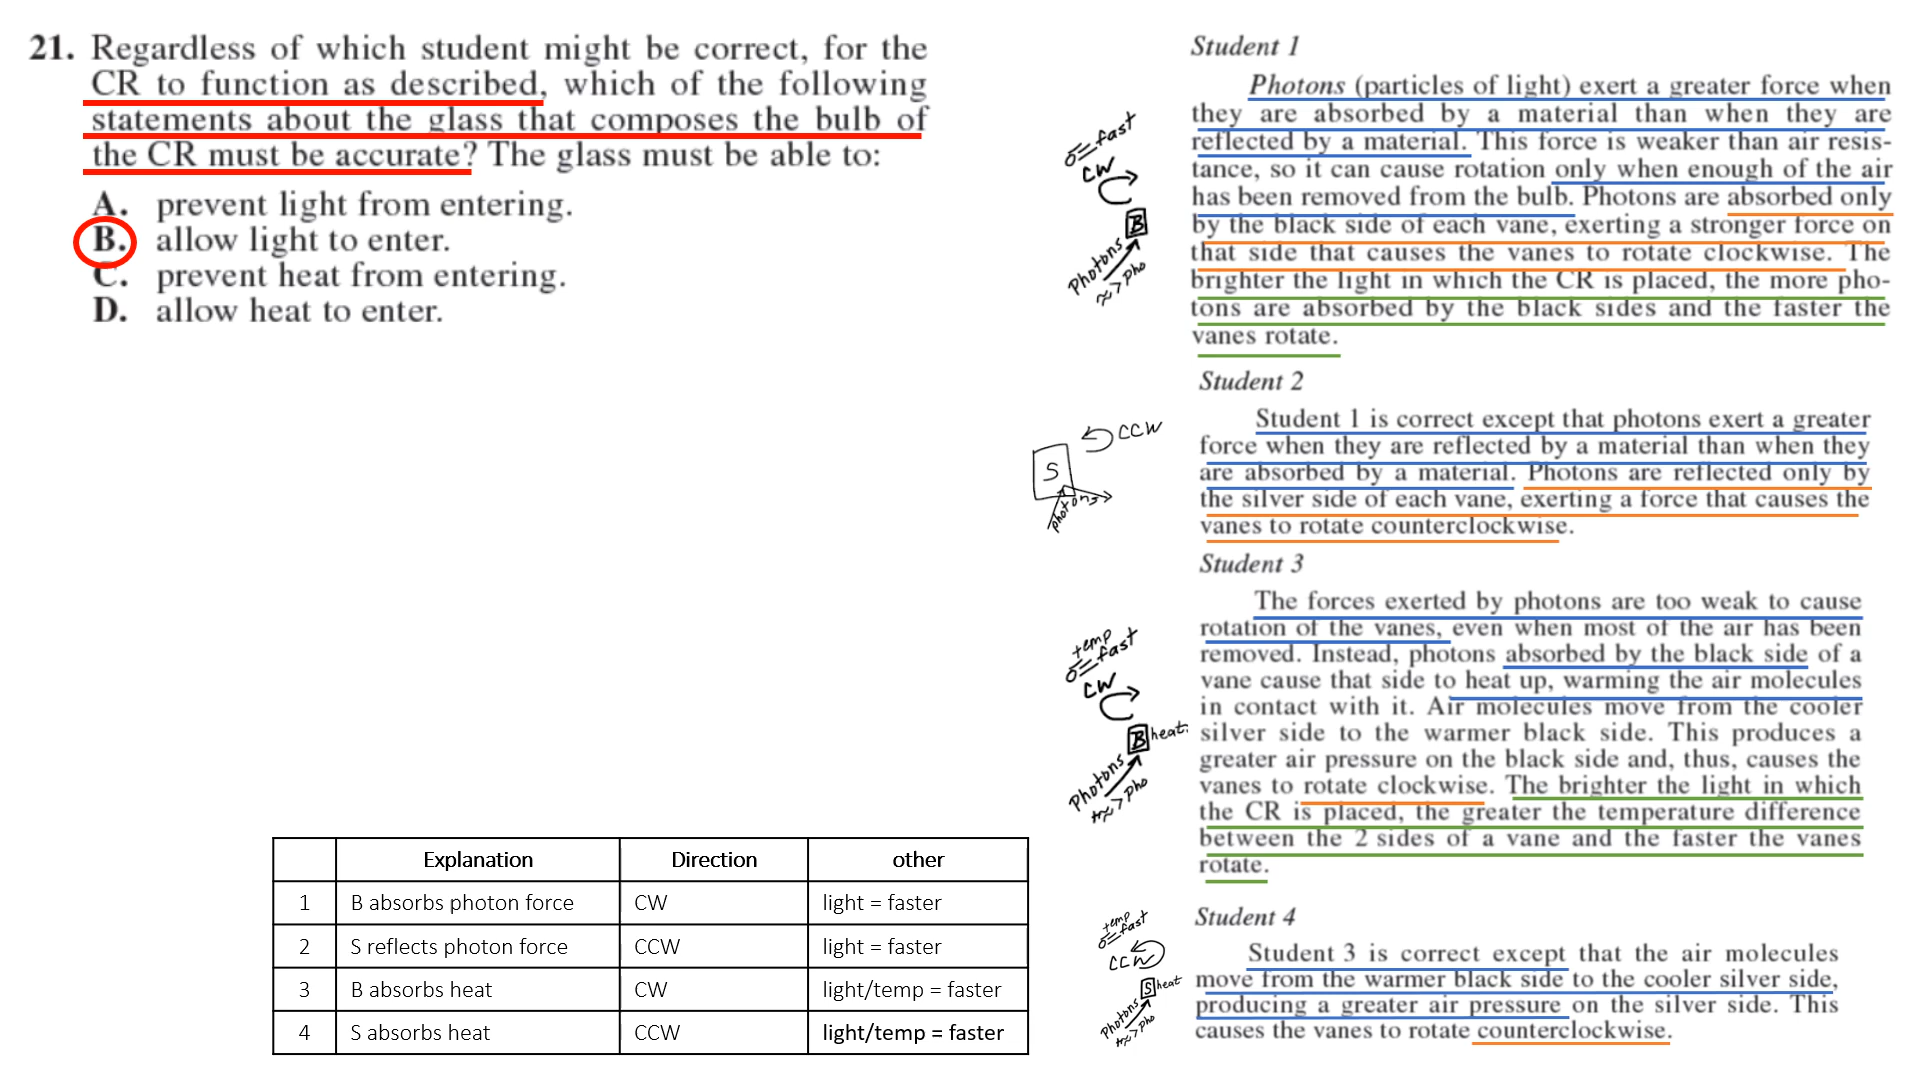 21. Regardless of which student might be correct, for the
CR to function as described, which of the following
statements about the glass that composes the bulb of
the CR must be accurate? The glass must be able to:
A. prevent light from entering.
B. allow light to enter.
C. prevent heat from entering.
D. allow heat to enter.
Explanation Direction other
1 B absorbs photon force CW light = faster
2 S reflects photon force CCW light = faster
3 B absorbs heat CW light/temp = faster
4 S absorbs heat CCW light/temp = faster
Student 1
Photons (particles of light) exert a greater force when
they are absorbed by a material than when they are
reflected by a material. This force is weaker than air resis-
tance, so it can cause rotation only when enough of the air
has been removed from the bulb. Photons are absorbed only
by the black side of each vane, exerting a stronger force on
that side that causes the vanes to rotate clockwise. The
brighter the light in which the CR is placed, the more pho-
tons are absorbed by the black sides and the faster the
vanes rotate.
fast
CW
B
Photons
> pho
Student 2
Student 1 is correct except that photons exert a greater
force when they are reflected by a material than when they
are absorbed by a material. Photons are reflected only by
the silver side of each vane, exerting a force that causes the
vanes to rotate counterclockwise.
CCW
S
photons
Student 3
The forces exerted by photons are too weak to cause
rotation of the vanes, even when most of the air has been
removed. Instead, photons absorbed by the black side of a
vane cause that side to heat up, warming the air molecules
in contact with it. Air molecules move from the cooler
silver side to the warmer black side. This produces a
greater air pressure on the black side and, thus, causes the
vanes to rotate clockwise. The brighter the light in which
the CR is placed, the greater the temperature difference
between the 2 sides of a vane and the faster the vanes
rotate.
temp
fast
CW
B heat
Photons
> pho
Student 4
Student 3 is correct except that the air molecules
move from the warmer black side to the cooler silver side,
producing a greater air pressure on the silver side. This
causes the vanes to rotate counterclockwise.
temp
fast
CCW
S heat
Photons
> pho